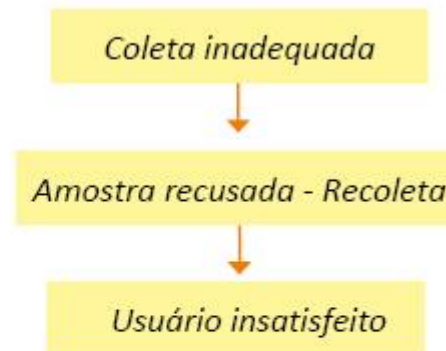 Coleta inadequada
Amostra recusada - Recoleta
Usuário insatisfeito